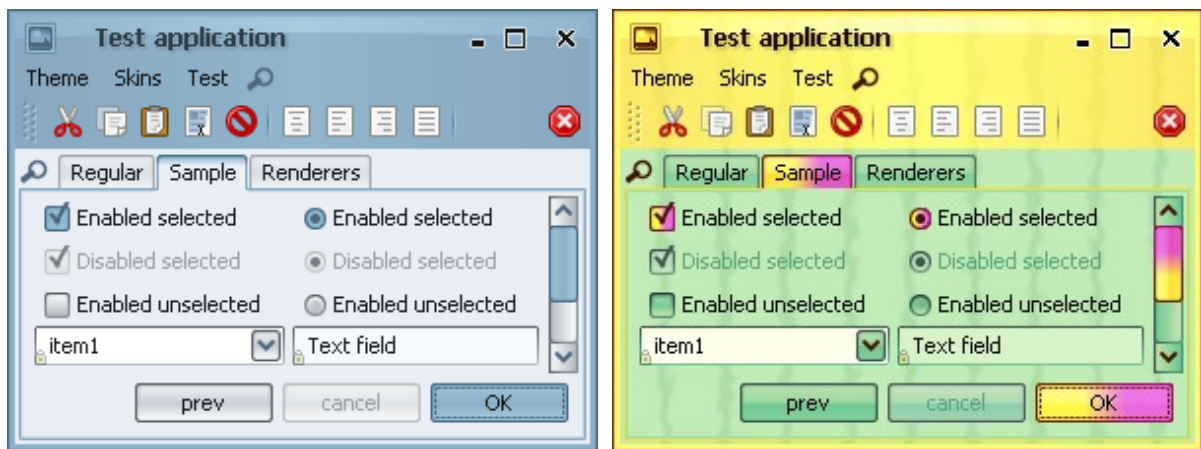 Test application
Theme Skins Test
Regular Sample Renderers
Enabled selected Enabled selected
Disabled selected Disabled selected
Enabled unselected Enabled unselected
item1 Text field
prev cancel OK
Test application
Theme Skins Test
Regular Sample Renderers
Enabled selected Enabled selected
Disabled selected Disabled selected
Enabled unselected Enabled unselected
item1 Text field
prev cancel OK